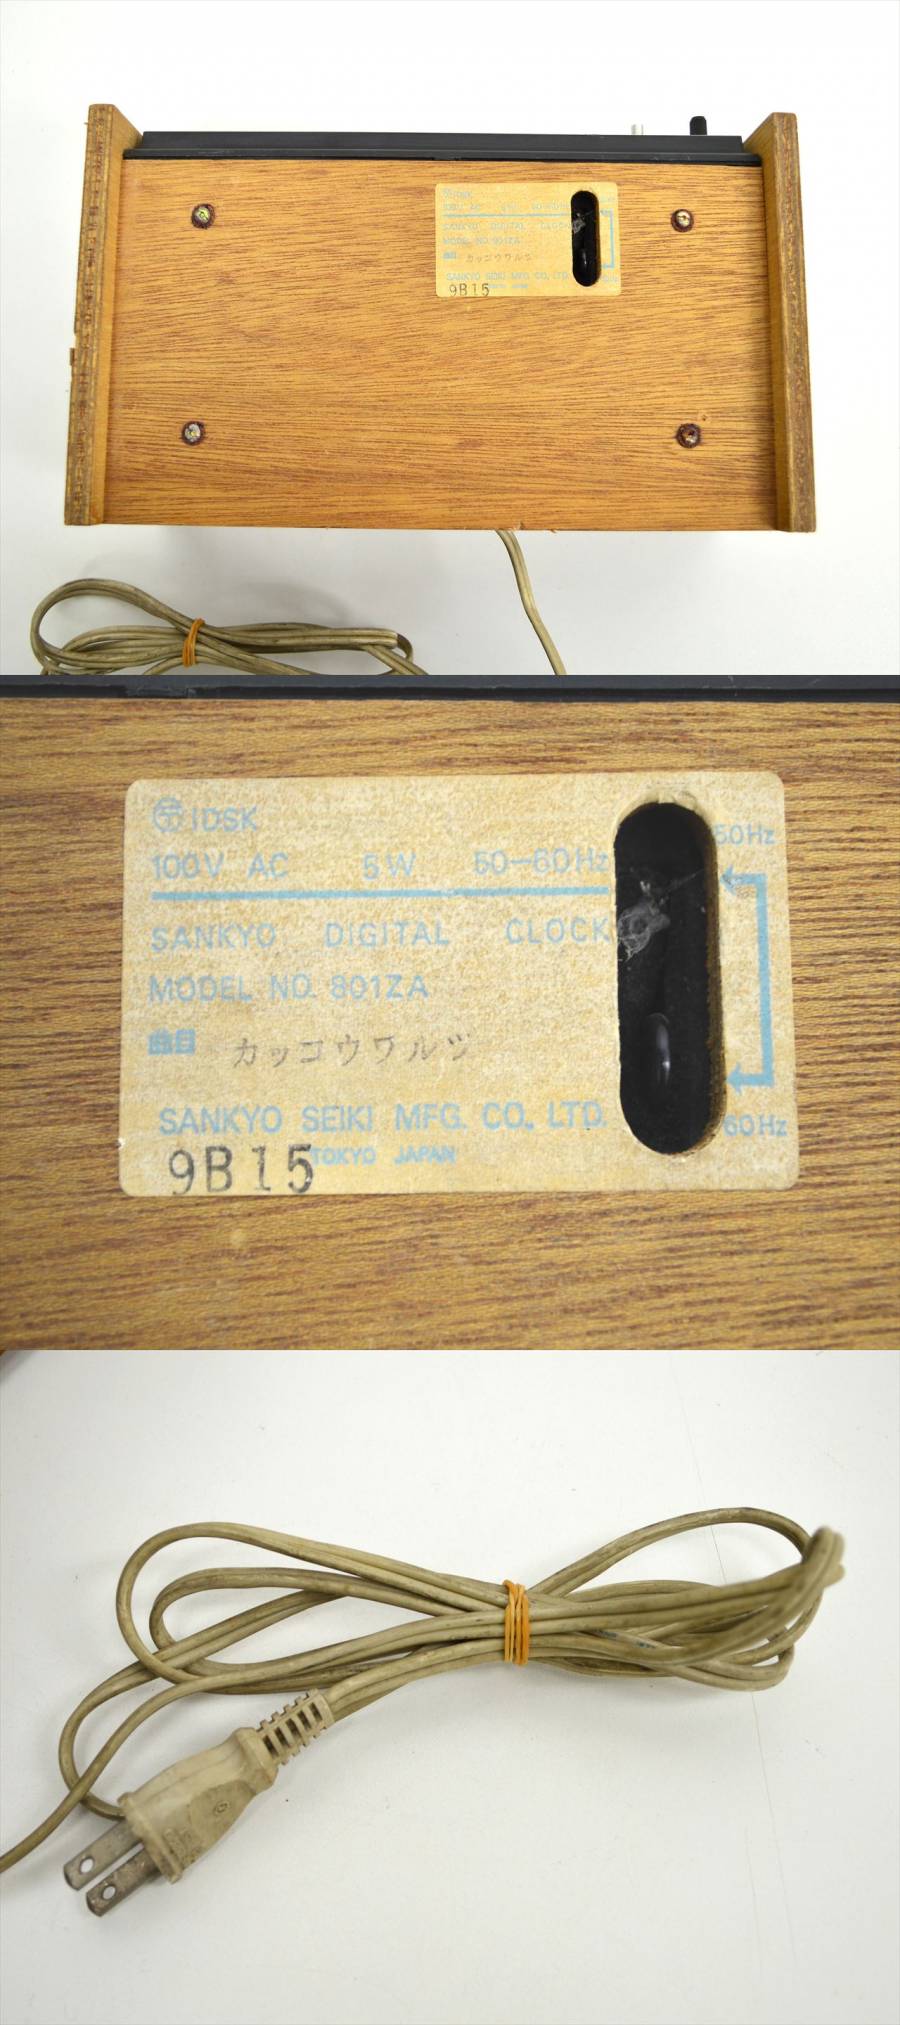 〒 IDSK
100V AC 5W 50-60Hz
SANKYO DIGITAL CLOCK
MODEL NO. 801ZA
曲目 カッコウワルツ
SANKYO SEIKI MFG. CO., LTD.
9B15
TOKYO JAPAN
50Hz
60Hz